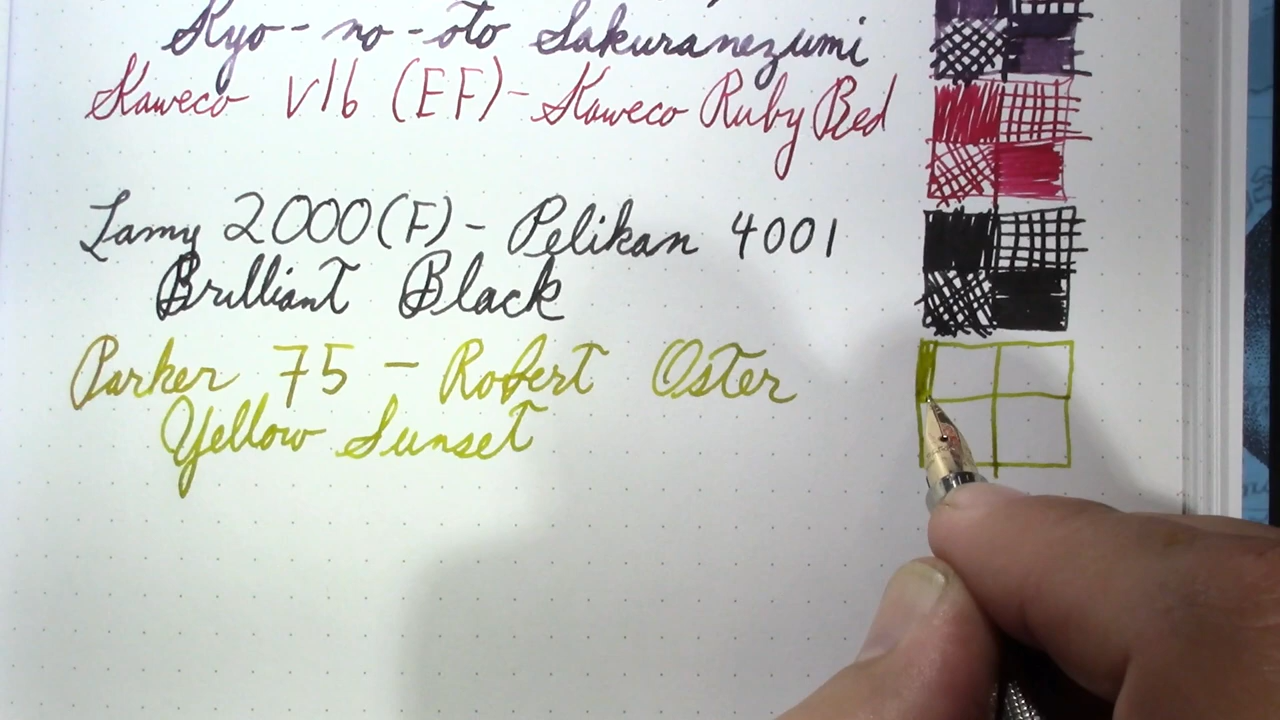 Ryo-no-oto Sakuranezumi
Kaweco V16 (EF) - Kaweco Ruby Red
Lamy 2000 (F) - Pelikan 4001
Brilliant Black
Parker 75 - Robert Oster
Yellow Sunset